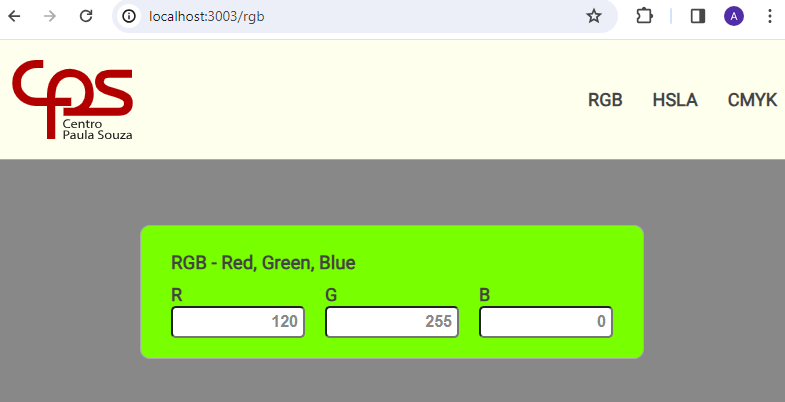 localhost:3003/rgb
A
cps
Centro
Paula Souza
RGB HSLA CMYK
RGB - Red, Green, Blue
R G B
120 255 0